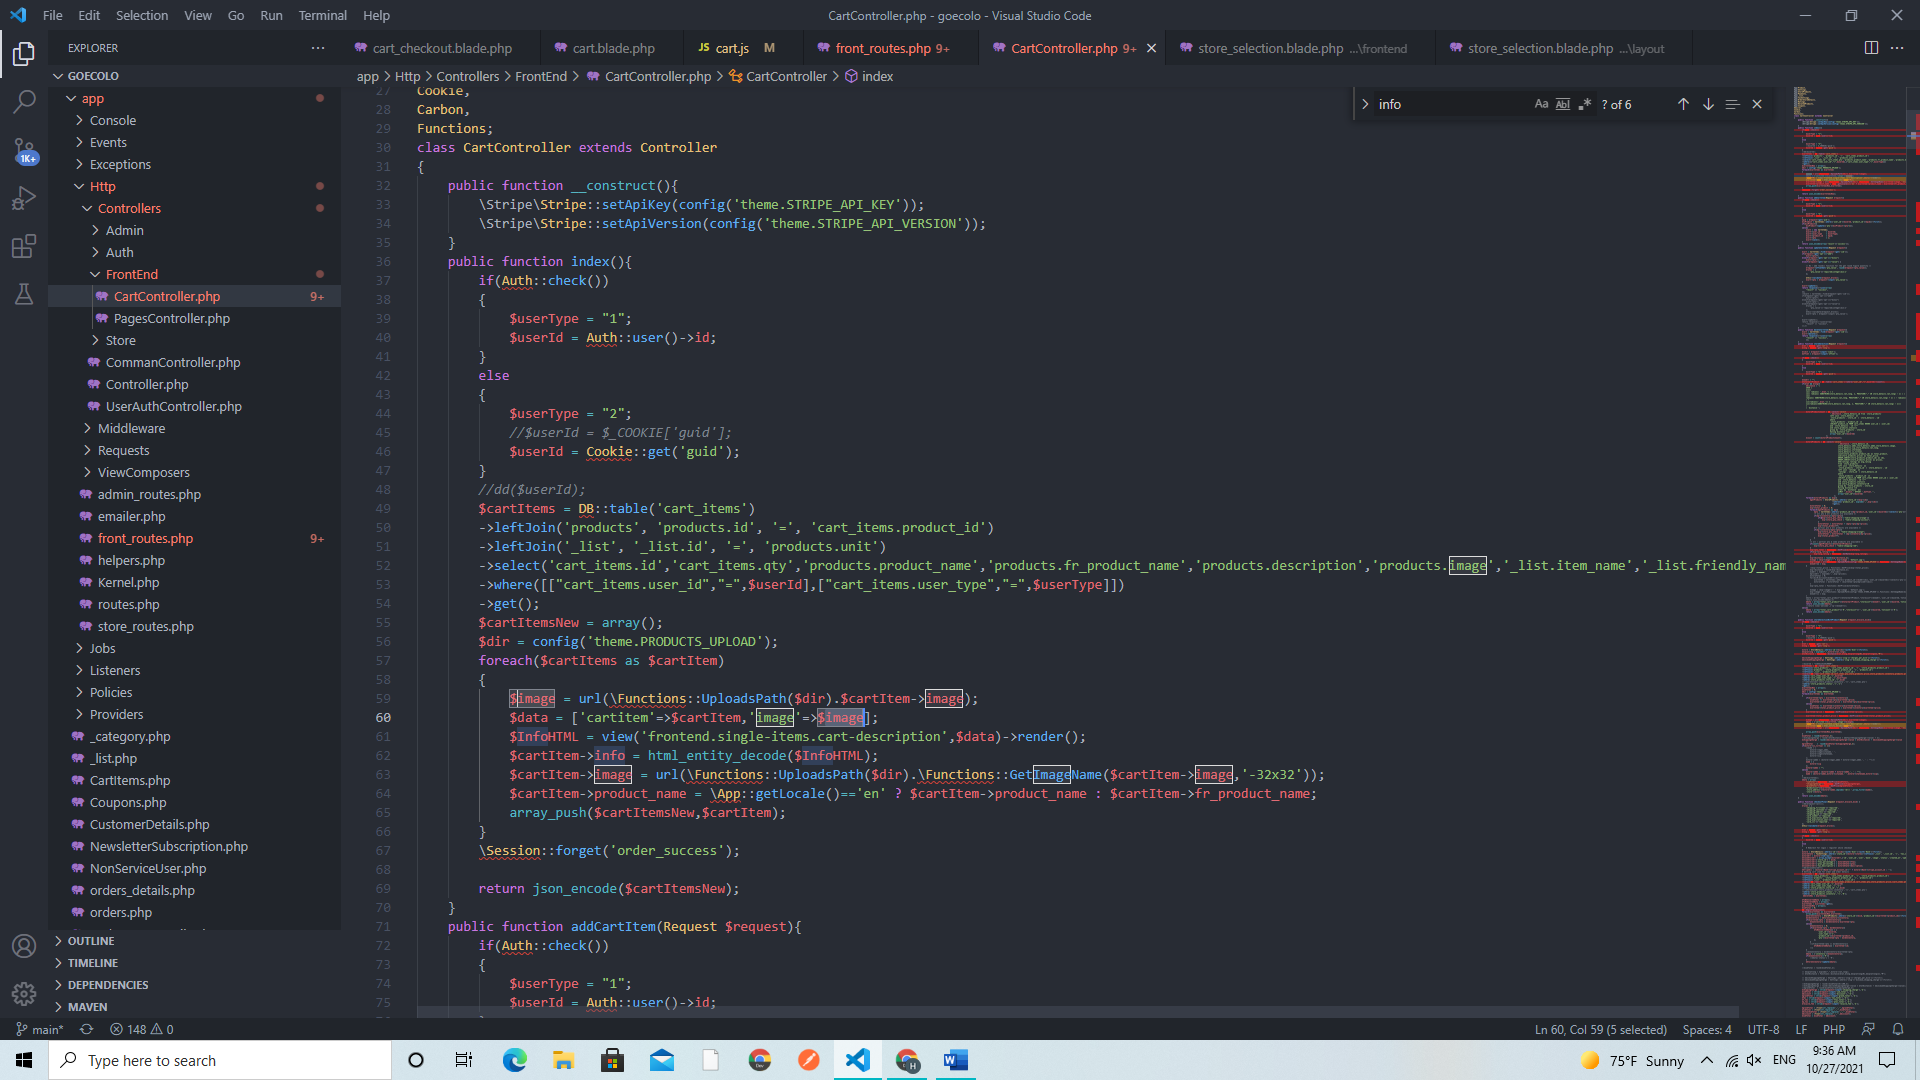 File Edit Selection View Go Run Terminal Help
CartController.php - goecolo - Visual Studio Code
EXPLORER
cart_checkout.blade.php
cart.blade.php
JS cart.js M
front_routes.php 9+
CartController.php 9+
store_selection.blade.php ...\frontend
store_selection.blade.php ...\layout
GOECOLO
app > Http > Controllers > FrontEnd > CartController.php > CartController > index
info
Aa Abl .* ? of 6
app
Console
Events
Exceptions
Http
Controllers
Admin
Auth
FrontEnd
CartController.php 9+
PagesController.php
Store
CommanController.php
Controller.php
UserAuthController.php
Middleware
Requests
ViewComposers
admin_routes.php
emailer.php
front_routes.php 9+
helpers.php
Kernel.php
routes.php
store_routes.php
Jobs
Listeners
Policies
Providers
_category.php
_list.php
CartItems.php
Coupons.php
CustomerDetails.php
NewsletterSubscription.php
NonServiceUser.php
orders_details.php
orders.php
OUTLINE
TIMELINE
DEPENDENCIES
MAVEN
1K+
27 Cookie,
28 Carbon,
29 Functions;
30 class CartController extends Controller
31 {
32 public function __construct(){
33 \Stripe\Stripe::setApiKey(config('theme.STRIPE_API_KEY'));
34 \Stripe\Stripe::setApiVersion(config('theme.STRIPE_API_VERSION'));
35 }
36 public function index(){
37 if(Auth::check())
38 {
39 $userType = "1";
40 $userId = Auth::user()->id;
41 }
42 else
43 {
44 $userType = "2";
45 //$userId = $_COOKIE['guid'];
46 $userId = Cookie::get('guid');
47 }
48 //dd($userId);
49 $cartItems = DB::table('cart_items')
50 ->leftJoin('products', 'products.id', '=', 'cart_items.product_id')
51 ->leftJoin('_list', '_list.id', '=', 'products.unit')
52 ->select('cart_items.id','cart_items.qty','products.product_name','products.fr_product_name','products.description','products.image','_list.item_name','_list.friendly_nam
53 ->where([["cart_items.user_id","=",$userId],["cart_items.user_type","=",$userType]])
54 ->get();
55 $cartItemsNew = array();
56 $dir = config('theme.PRODUCTS_UPLOAD');
57 foreach($cartItems as $cartItem)
58 {
59 $image = url(\Functions::UploadsPath($dir).$cartItem->image);
60 $data = ['cartitem'=>$cartItem,'image'=>$image];
61 $InfoHTML = view('frontend.single-items.cart-description',$data)->render();
62 $cartItem->info = html_entity_decode($InfoHTML);
63 $cartItem->image = url(\Functions::UploadsPath($dir).\Functions::GetImageName($cartItem->image,'-32x32'));
64 $cartItem->product_name = \App::getLocale()=='en' ? $cartItem->product_name : $cartItem->fr_product_name;
65 array_push($cartItemsNew,$cartItem);
66 }
67 \Session::forget('order_success');
68
69 return json_encode($cartItemsNew);
70 }
71 public function addCartItem(Request $request){
72 if(Auth::check())
73 {
74 $userType = "1";
75 $userId = Auth::user()->id;
main* 148 0
Ln 60, Col 59 (5 selected) Spaces: 4 UTF-8 LF PHP
Type here to search
75°F Sunny
ENG
9:36 AM
10/27/2021